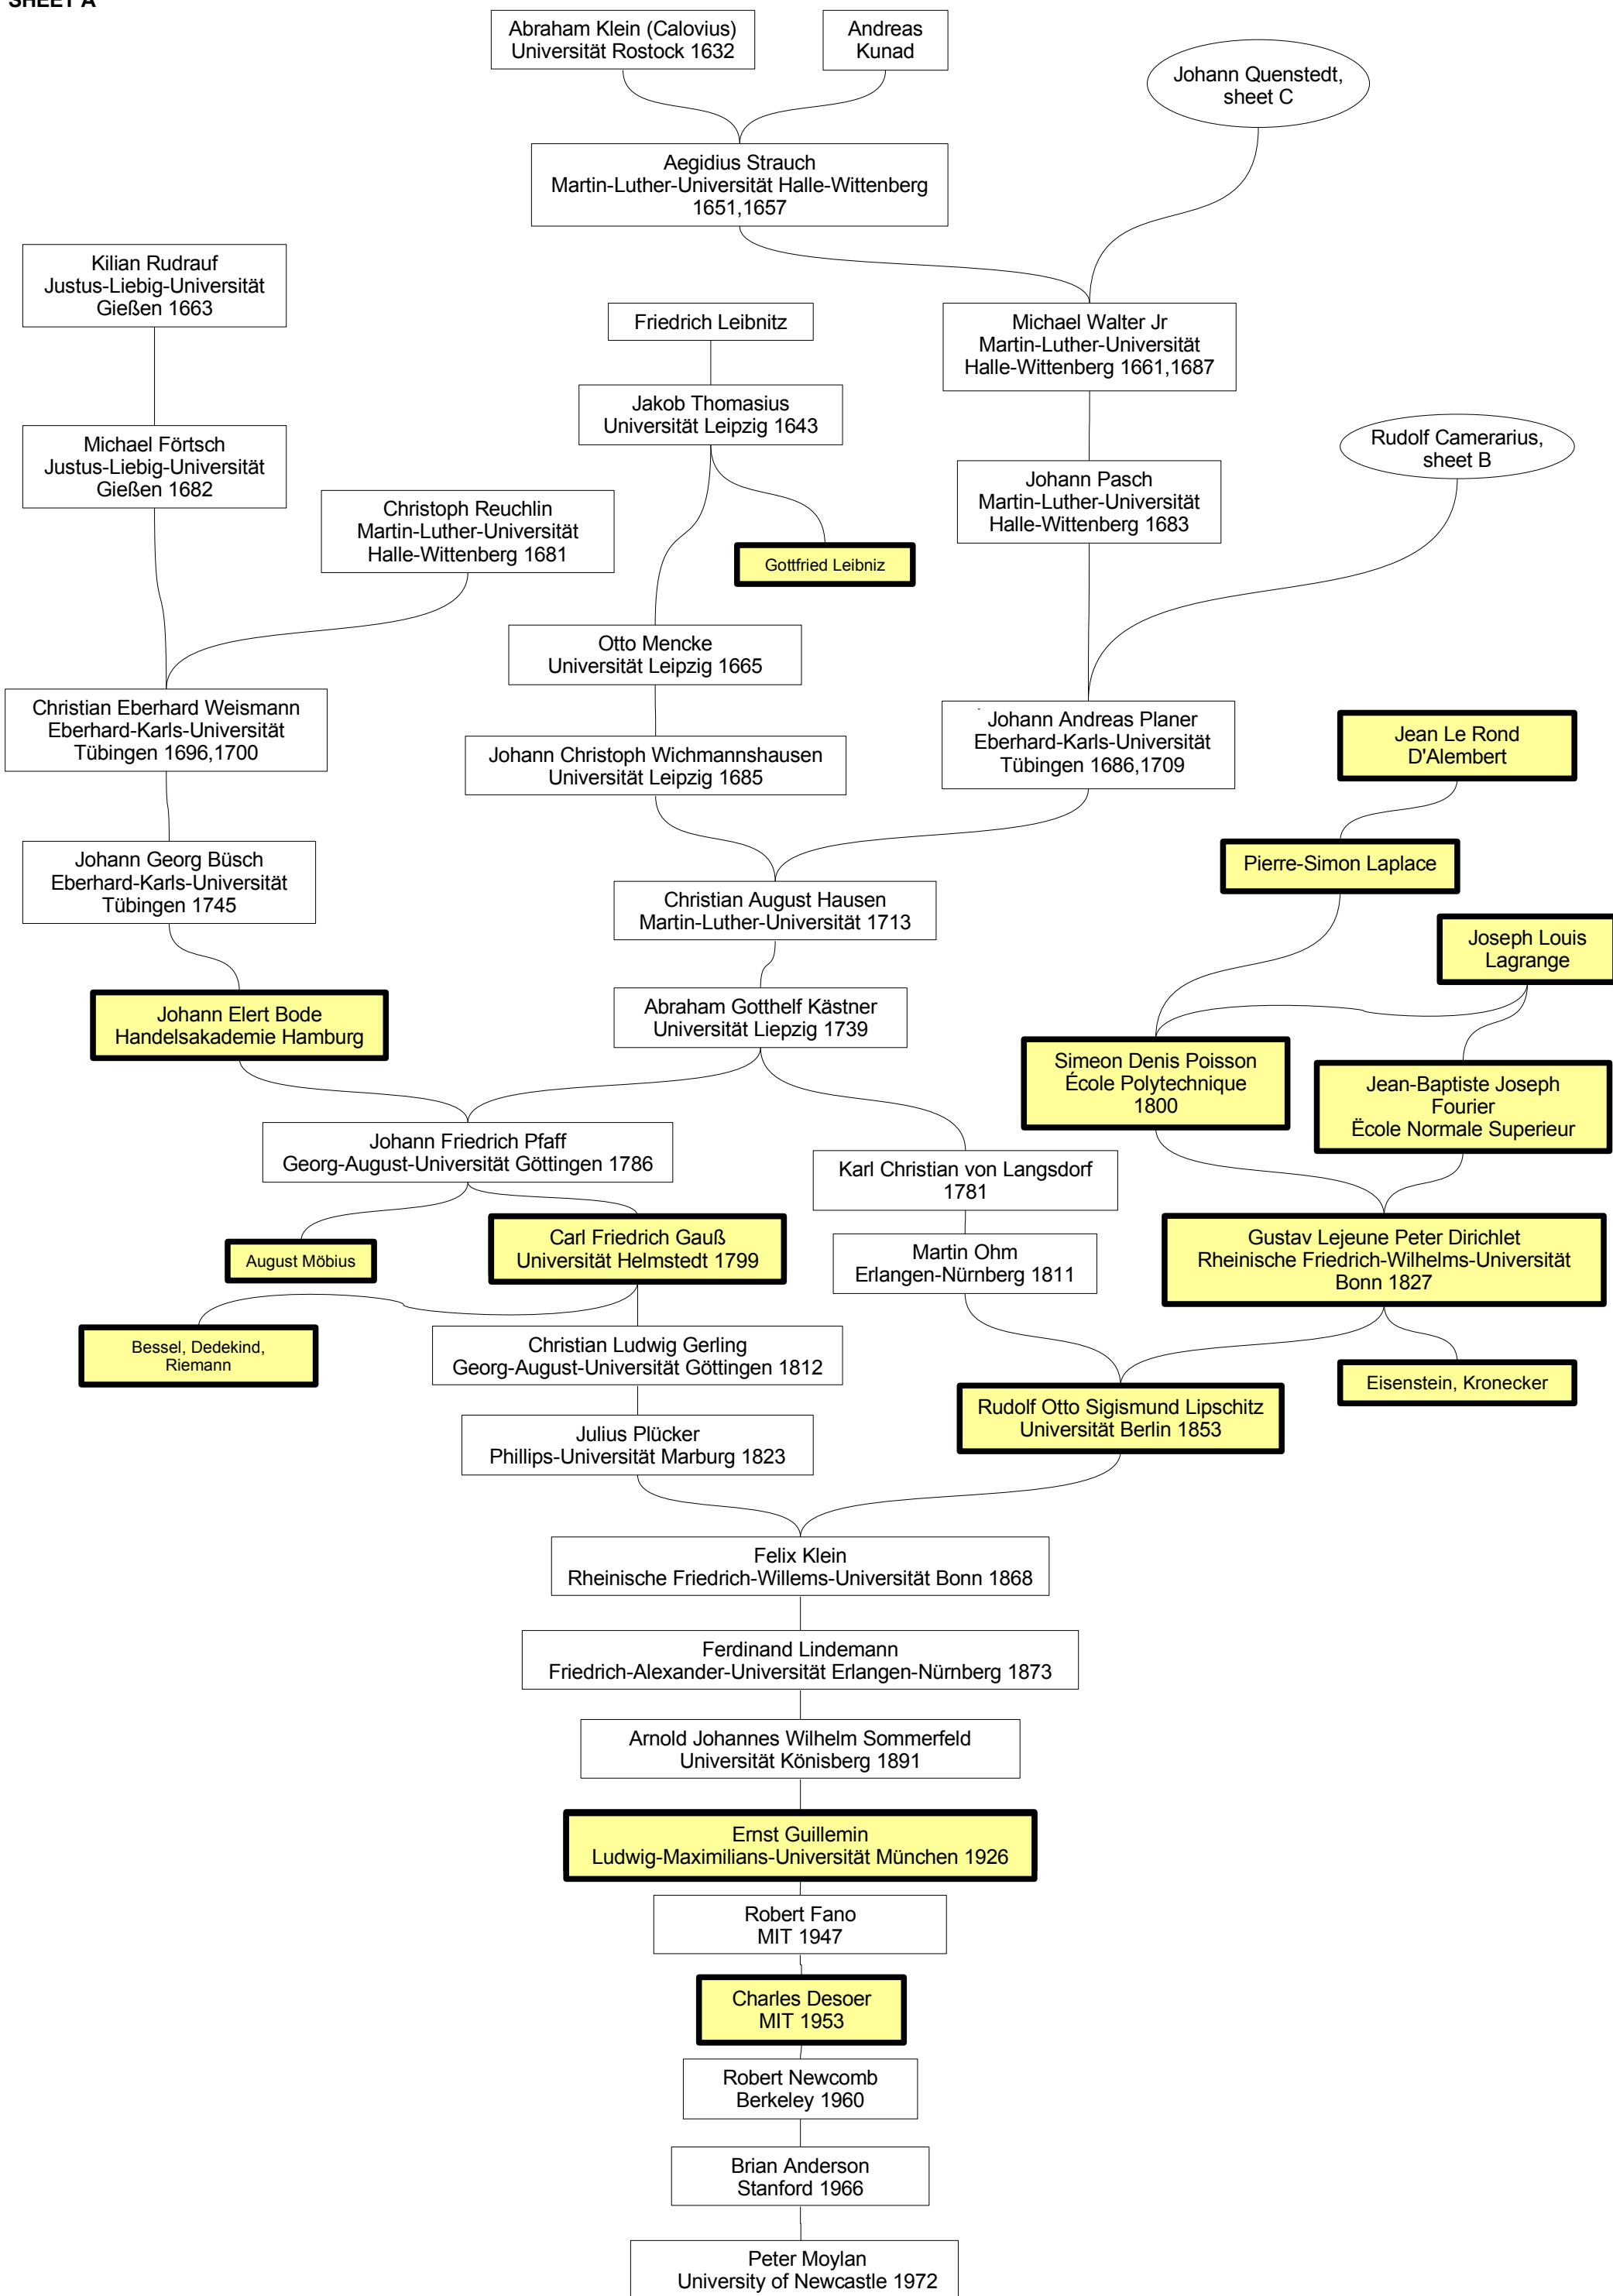 SHEET A
Abraham Klein (Calovius)
Universität Rostock 1632
Andreas
Kunad
Johann Quenstedt,
sheet C
Aegidius Strauch
Martin-Luther-Universität Halle-Wittenberg
1651,1657
Kilian Rudrauf
Justus-Liebig-Universität
Gießen 1663
Friedrich Leibnitz
Michael Walter Jr
Martin-Luther-Universität
Halle-Wittenberg 1661,1687
Jakob Thomasius
Universität Leipzig 1643
Michael Förtsch
Justus-Liebig-Universität
Gießen 1682
Rudolf Camerarius,
sheet B
Christoph Reuchlin
Martin-Luther-Universität
Halle-Wittenberg 1681
Johann Pasch
Martin-Luther-Universität
Halle-Wittenberg 1683
Gottfried Leibniz
Otto Mencke
Universität Leipzig 1665
Christian Eberhard Weismann
Eberhard-Karls-Universität
Tübingen 1696,1700
Johann Christoph Wichmannshausen
Universität Leipzig 1685
Johann Andreas Planer
Eberhard-Karls-Universität
Tübingen 1686,1709
Jean Le Rond
D'Alembert
Johann Georg Büsch
Eberhard-Karls-Universität
Tübingen 1745
Pierre-Simon Laplace
Christian August Hausen
Martin-Luther-Universität 1713
Joseph Louis
Lagrange
Johann Elert Bode
Handelsakademie Hamburg
Abraham Gotthelf Kästner
Universität Liepzig 1739
Simeon Denis Poisson
École Polytechnique
1800
Jean-Baptiste Joseph
Fourier
Ëcole Normale Superieur
Johann Friedrich Pfaff
Georg-August-Universität Göttingen 1786
Karl Christian von Langsdorf
1781
August Möbius
Carl Friedrich Gauß
Universität Helmstedt 1799
Martin Ohm
Erlangen-Nürnberg 1811
Gustav Lejeune Peter Dirichlet
Rheinische Friedrich-Wilhelms-Universität
Bonn 1827
Bessel, Dedekind,
Riemann
Christian Ludwig Gerling
Georg-August-Universität Göttingen 1812
Eisenstein, Kronecker
Rudolf Otto Sigismund Lipschitz
Universität Berlin 1853
Julius Plücker
Phillips-Universität Marburg 1823
Felix Klein
Rheinische Friedrich-Willems-Universität Bonn 1868
Ferdinand Lindemann
Friedrich-Alexander-Universität Erlangen-Nürnberg 1873
Arnold Johannes Wilhelm Sommerfeld
Universität Könisberg 1891
Ernst Guillemin
Ludwig-Maximilians-Universität München 1926
Robert Fano
MIT 1947
Charles Desoer
MIT 1953
Robert Newcomb
Berkeley 1960
Brian Anderson
Stanford 1966
Peter Moylan
University of Newcastle 1972